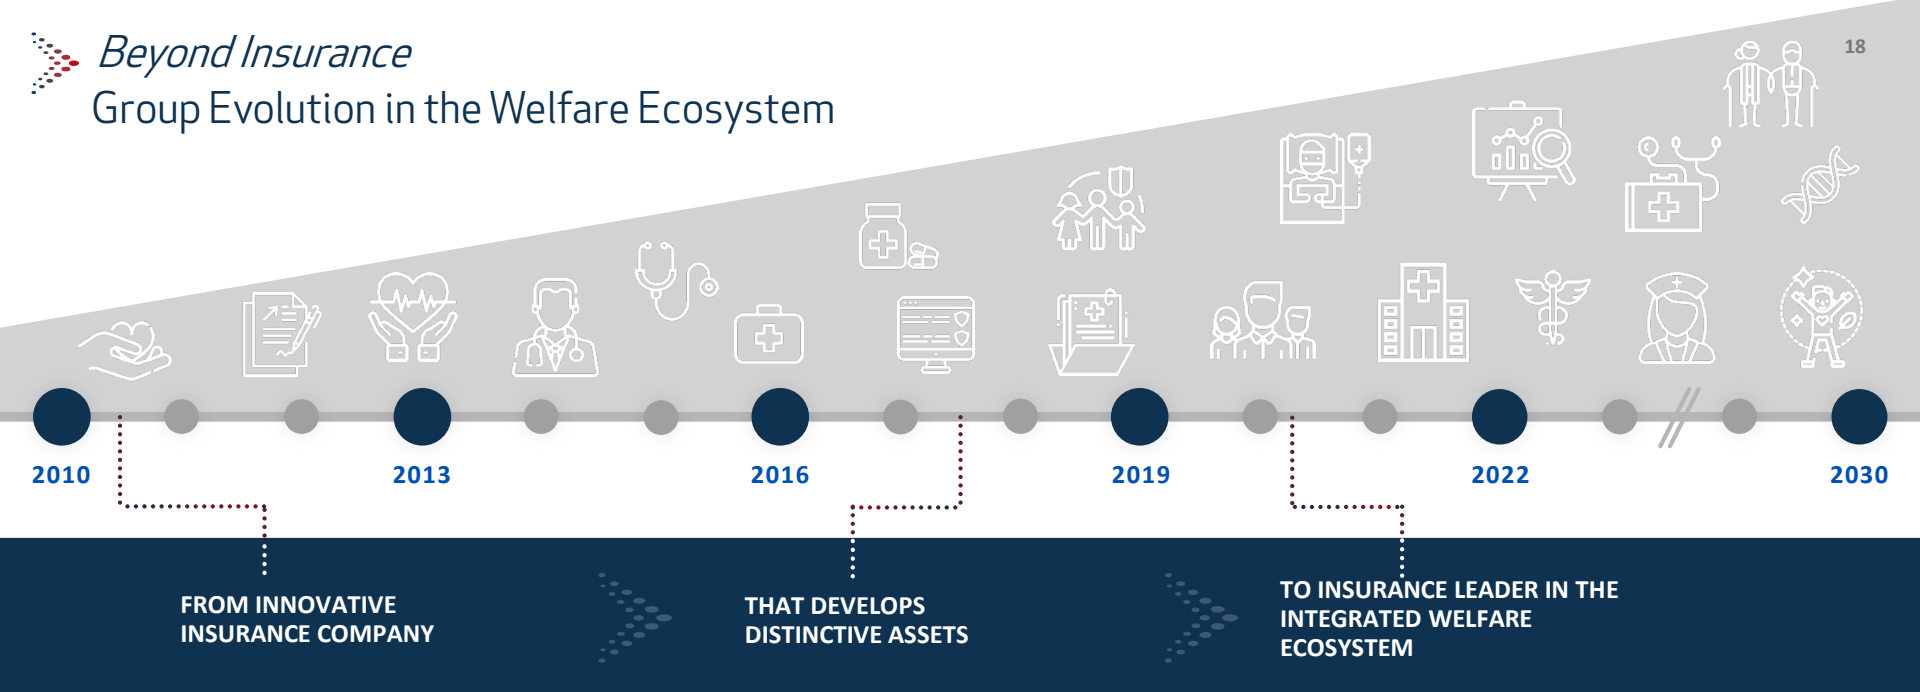 18
Beyond Insurance
Group Evolution in the Welfare Ecosystem
2010
2013
2016
2019
2022
2030
FROM INNOVATIVE
INSURANCE COMPANY
THAT DEVELOPS
DISTINCTIVE ASSETS
TO INSURANCE LEADER IN THE
INTEGRATED WELFARE
ECOSYSTEM